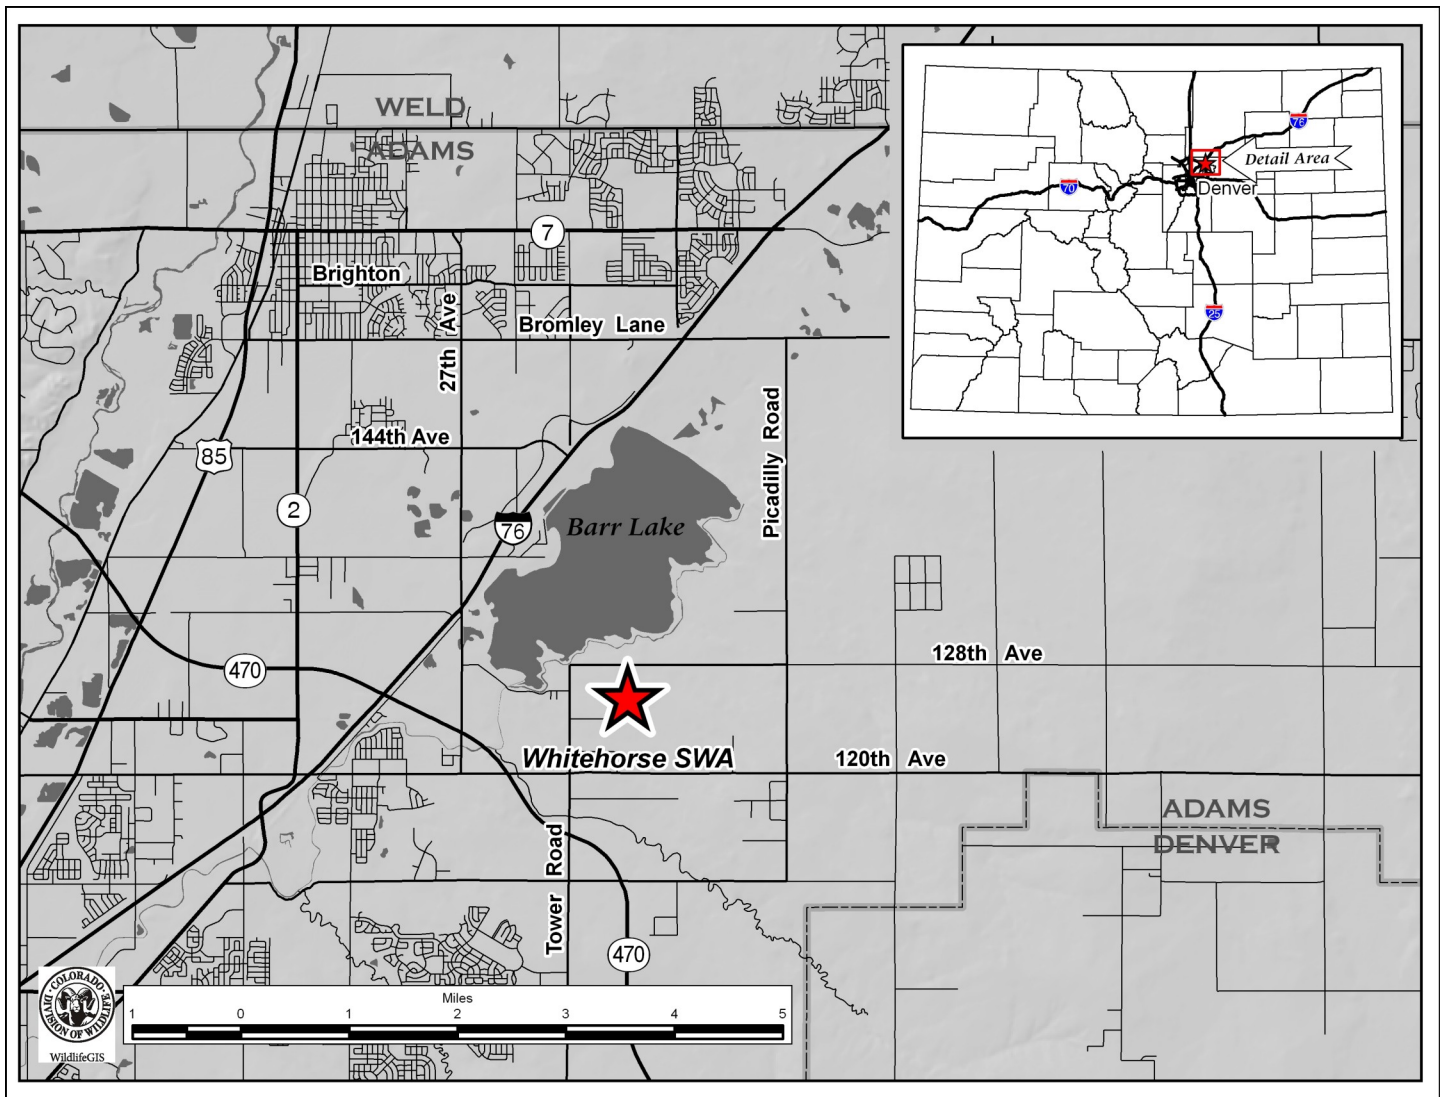 WELD
ADAMS
76
Detail Area
70
Denver
25
7
Brighton
27th Ave
Bromley Lane
144th Ave
85
2
76
Barr Lake
Picadilly Road
470
128th Ave
Whitehorse SWA
120th Ave
ADAMS
DENVER
Tower Road
470
COLORADO
DIVISION OF WILDLIFE
WildlifeGIS
Miles
1 0 1 2 3 4 5